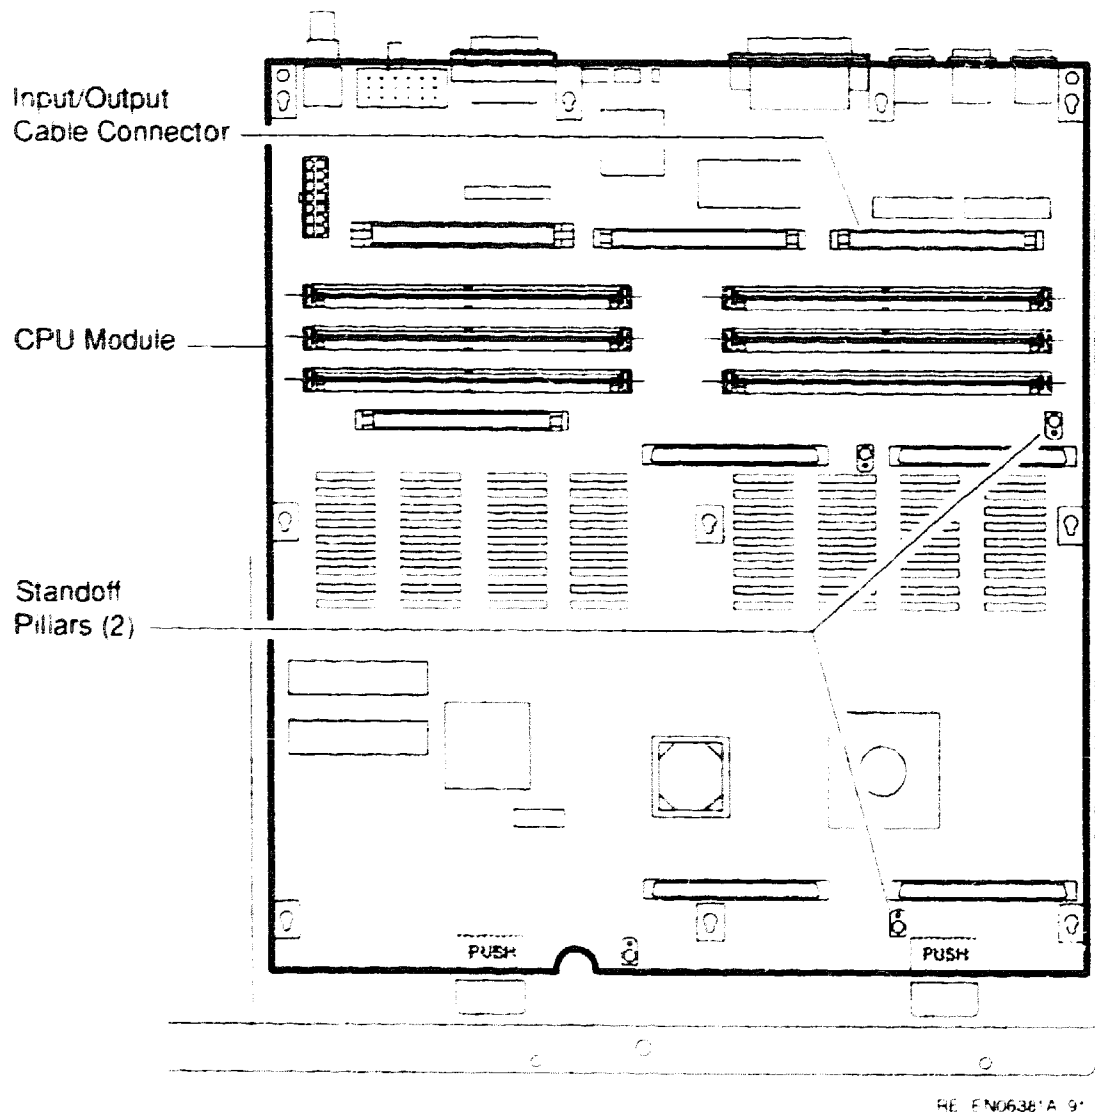 Input/Output
Cable Connector
CPU Module
Standoff
Pillars (2)
PUSH
PUSH